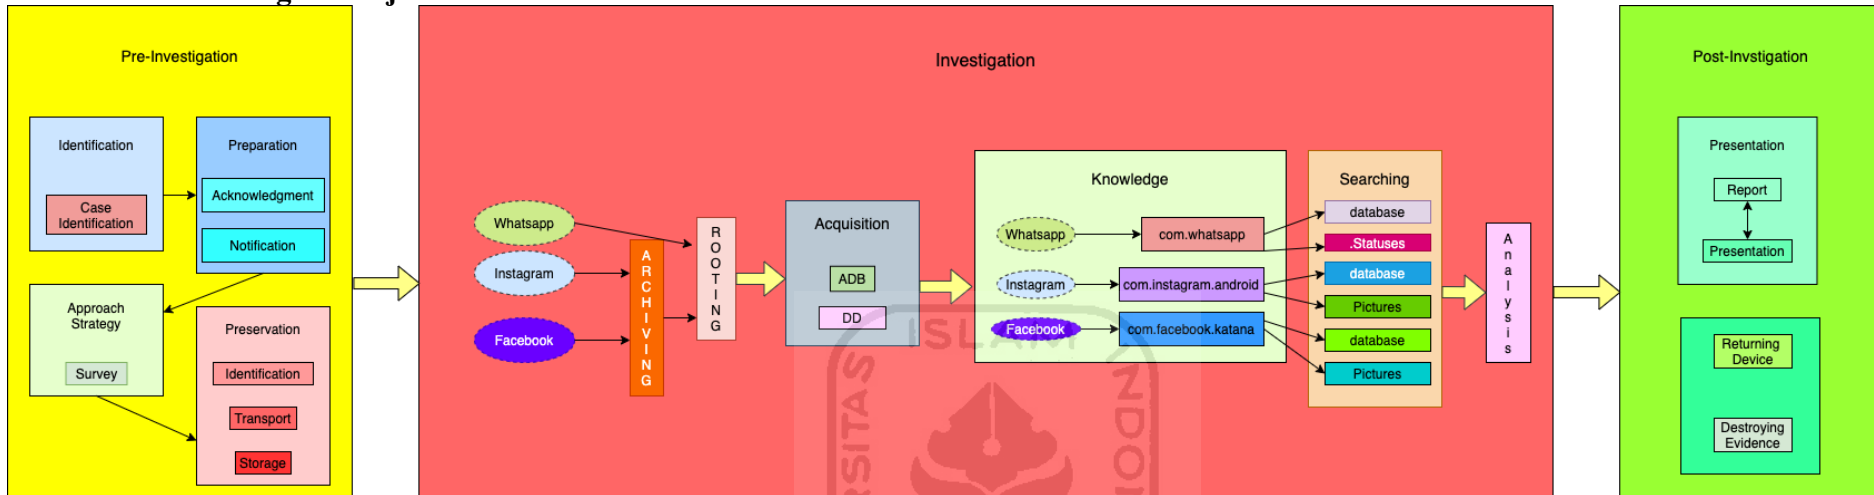 Pre-Investigation
Identification
Case
Identification
Preparation
Acknowledgment
Notification
Approach
Strategy
Survey
Preservation
Identification
Transport
Storage
Investigation
Whatsapp
Instagram
Facebook
ARCHIVING
ROOTING
Acquisition
ADB
DD
Knowledge
Whatsapp
com.whatsapp
Instagram
com.instagram.android
Facebook
com.facebook.katana
Searching
database
.Statuses
database
Pictures
database
Pictures
Analysis
Post-Invstigation
Presentation
Report
Presentation
Returning
Device
Destroying
Evidence
ISLAM